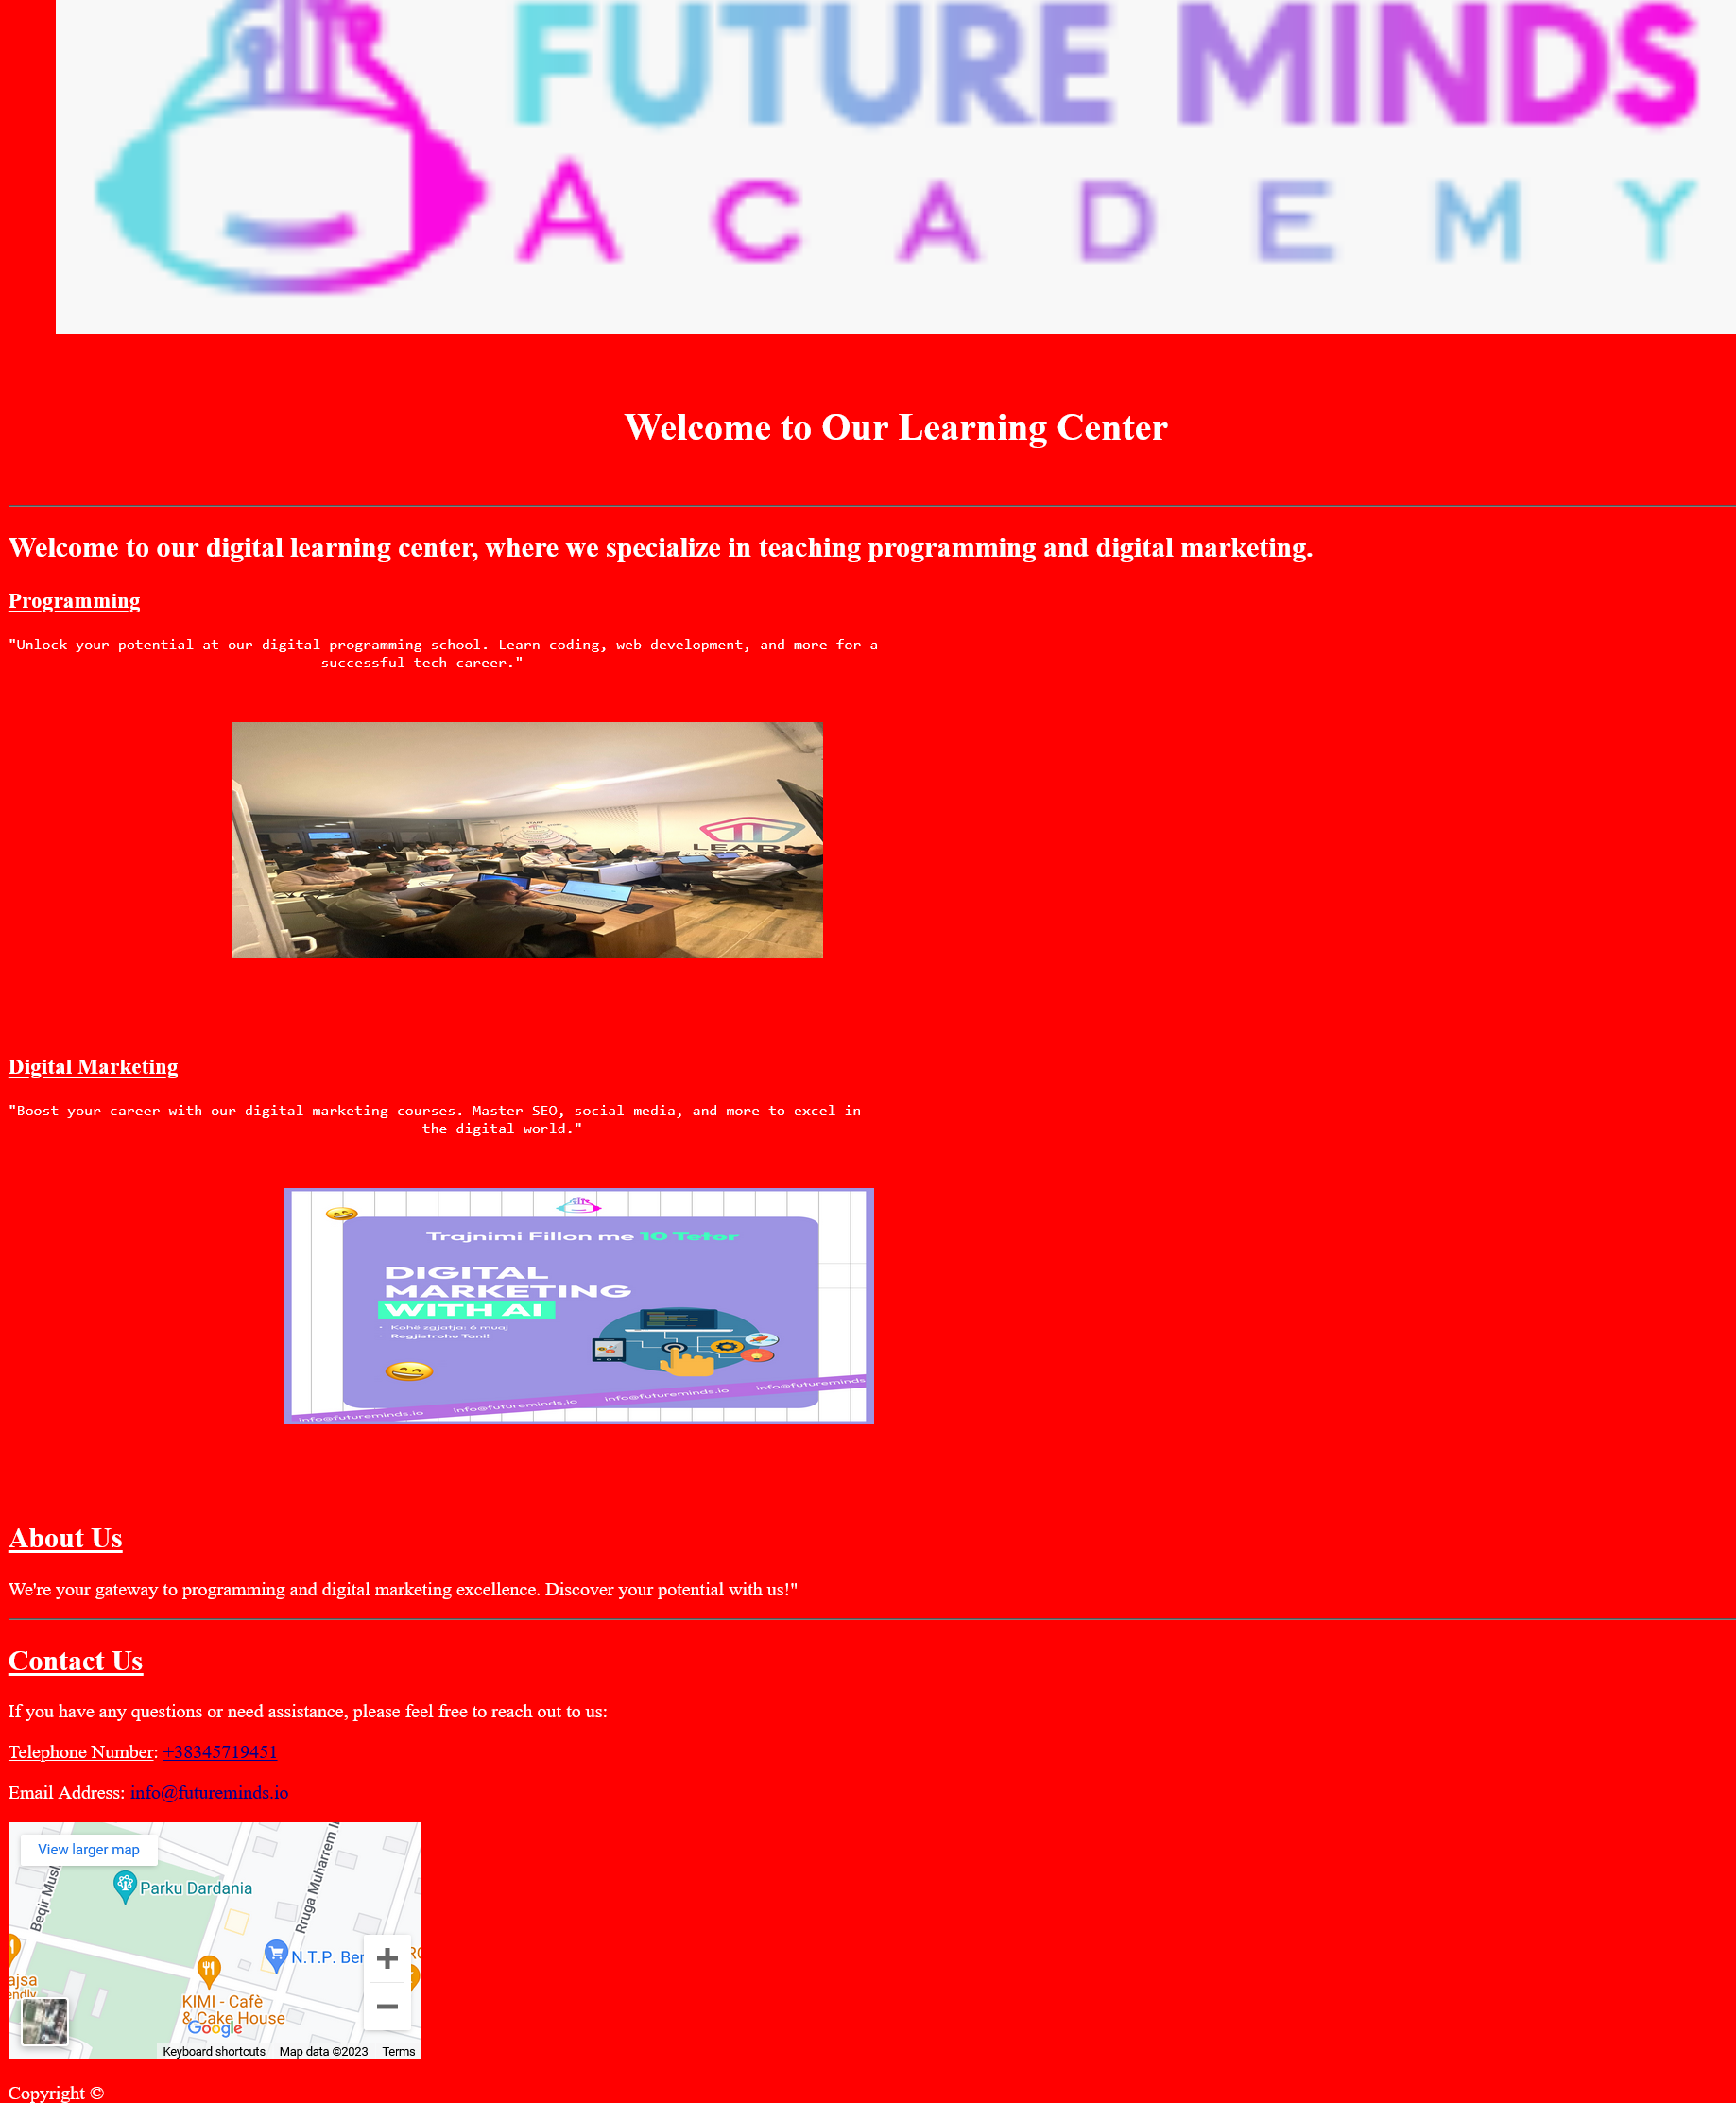 FUTURE MINDS
ACADEMY
Welcome to Our Learning Center
Welcome to our digital learning center, where we specialize in teaching programming and digital marketing.
Programming
"Unlock your potential at our digital programming school. Learn coding, web development, and more for a
successful tech career."
LEAR
Digital Marketing
"Boost your career with our digital marketing courses. Master SEO, social media, and more to excel in
the digital world."
Trajnimi Fillon me 10 Tetor
DIGITAL
MARKETING
WITH AI
• Kohë zgjatja: 6 muaj
• Regjistrohu Tani!
info@futureminds.io info@futureminds.io info@futureminds.io info@futureminds
About Us
We're your gateway to programming and digital marketing excellence. Discover your potential with us!"
Contact Us
If you have any questions or need assistance, please feel free to reach out to us:
Telephone Number: +38345719451
Email Address: info@futureminds.io
View larger map
Beqir Musl
Rruga Muharrem
Parku Dardania
N.T.P. Ber
ajsa
endly
KIMI - Cafè
& Cake House
Google
Keyboard shortcuts Map data ©2023 Terms
Copyright ©